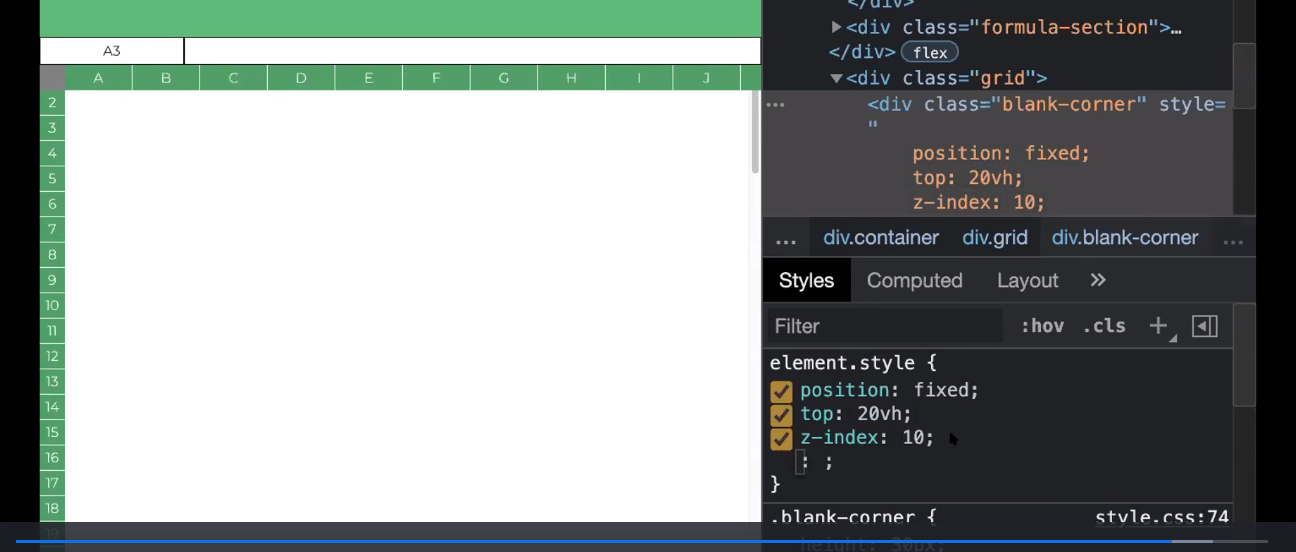 </div>
<div class="formula-section">…
</div> flex
<div class="grid">
<div class="blank-corner" style=
"
position: fixed;
top: 20vh;
z-index: 10;
… div.container div.grid div.blank-corner …
Styles Computed Layout »
Filter :hov .cls +
element.style {
position: fixed;
top: 20vh;
z-index: 10;
: ;
}
.blank-corner { style.css:74
height: 30px;
A3
A B C D E F G H I J
2
3
4
5
6
7
8
9
10
11
12
13
14
15
16
17
18
19